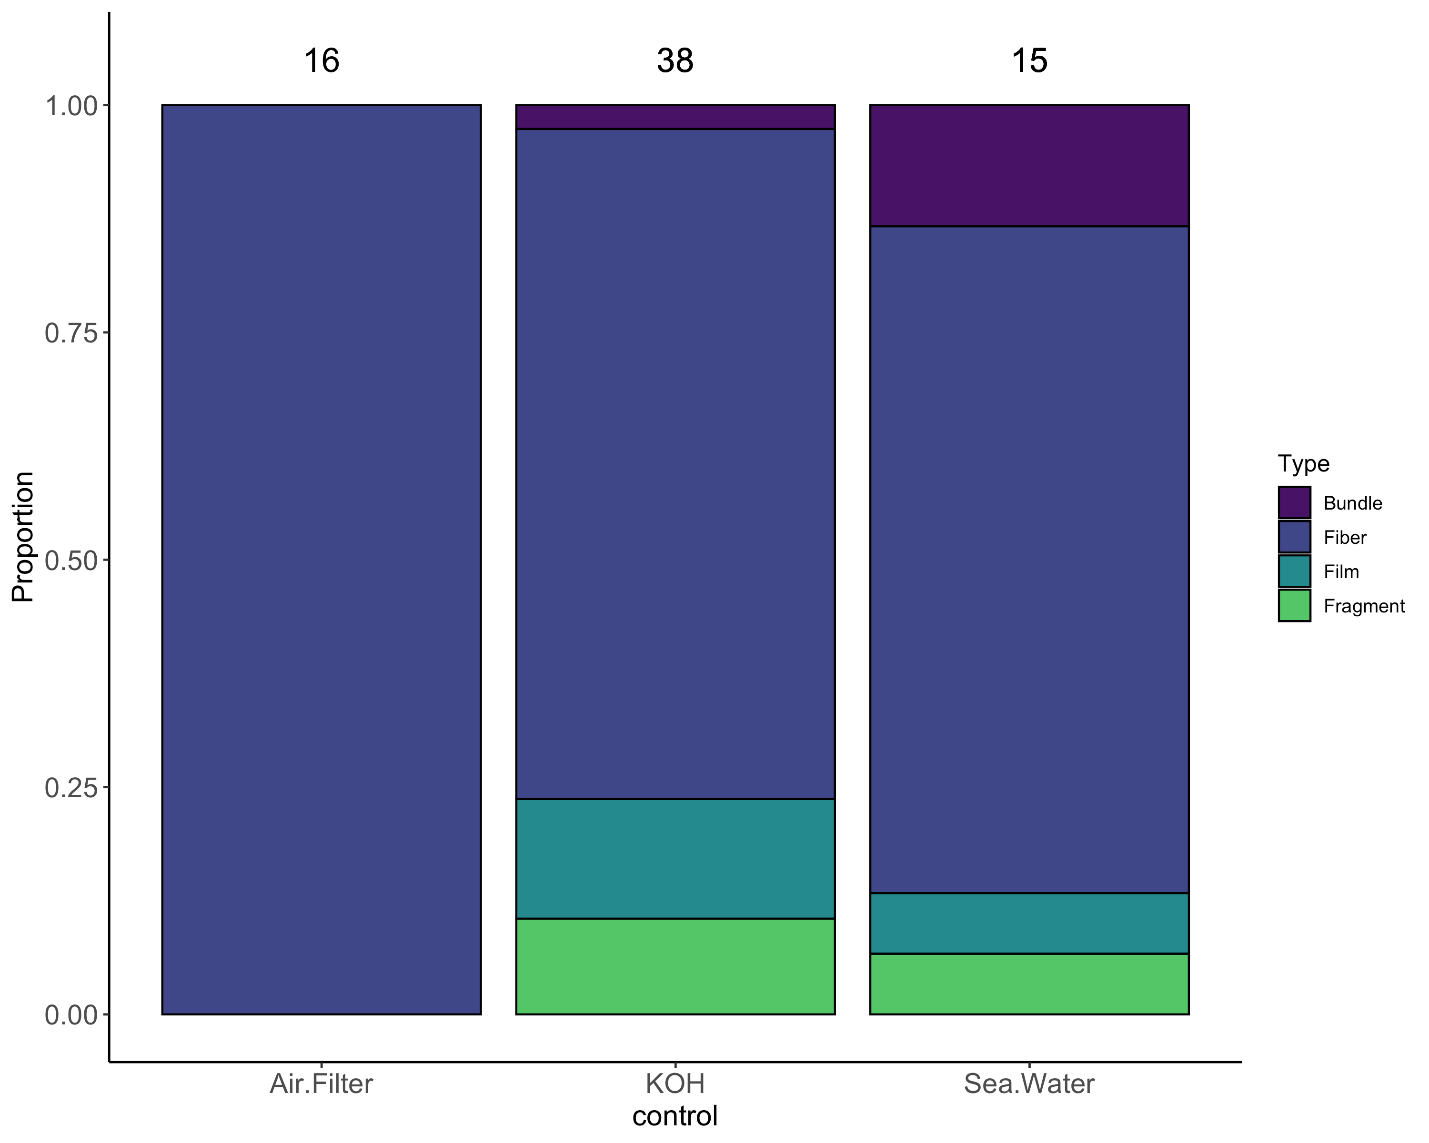 16 38 15
1.00
0.75
0.50
0.25
0.00
Proportion
Air.Filter KOH Sea.Water
control
Type
Bundle
Fiber
Film
Fragment